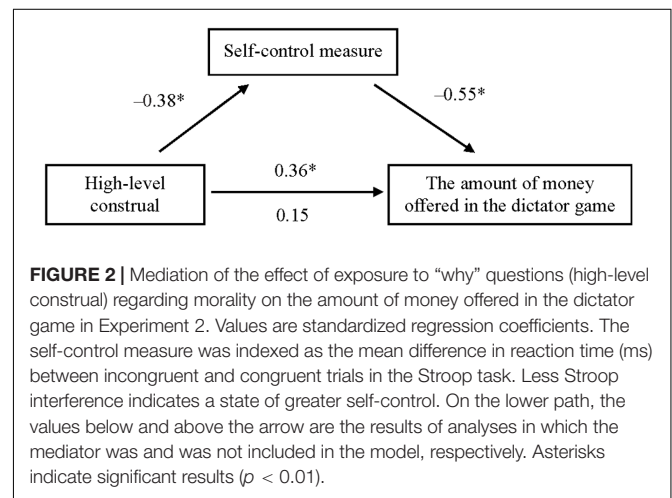 Self-control measure
–0.38*
–0.55*
High-level
construal
0.36*
0.15
The amount of money
offered in the dictator game
FIGURE 2 | Mediation of the effect of exposure to “why” questions (high-level
construal) regarding morality on the amount of money offered in the dictator
game in Experiment 2. Values are standardized regression coefficients. The
self-control measure was indexed as the mean difference in reaction time (ms)
between incongruent and congruent trials in the Stroop task. Less Stroop
interference indicates a state of greater self-control. On the lower path, the
values below and above the arrow are the results of analyses in which the
mediator was and was not included in the model, respectively. Asterisks
indicate significant results (p < 0.01).